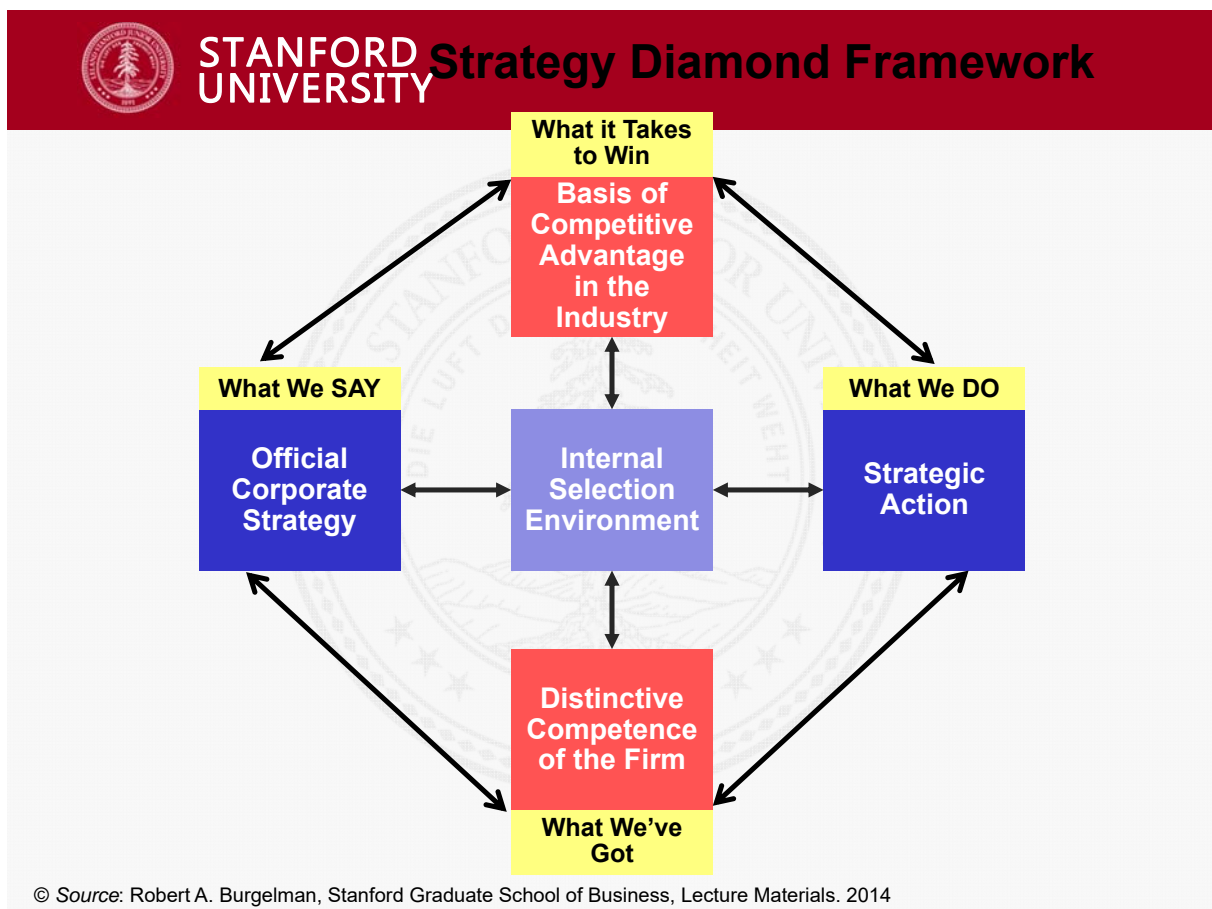 STANFORD
UNIVERSITY
Strategy Diamond Framework
What it Takes
to Win
Basis of
Competitive
Advantage
in the
Industry
What We SAY
Official
Corporate
Strategy
Internal
Selection
Environment
What We DO
Strategic
Action
Distinctive
Competence
of the Firm
What We've
Got
© Source: Robert A. Burgelman, Stanford Graduate School of Business, Lecture Materials. 2014